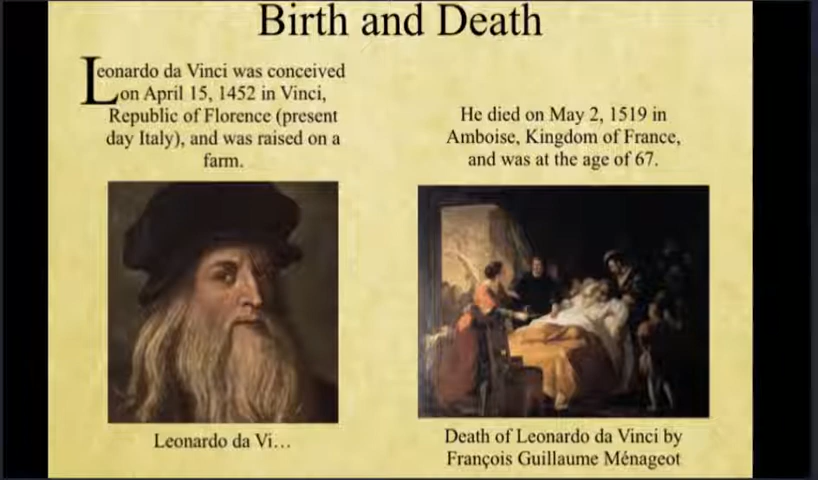 Birth and Death
Leonardo da Vinci was conceived
on April 15, 1452 in Vinci,
Republic of Florence (present
day Italy), and was raised on a
farm.
Leonardo da Vi…
He died on May 2, 1519 in
Amboise, Kingdom of France,
and was at the age of 67.
Death of Leonardo da Vinci by
François Guillaume Ménageot